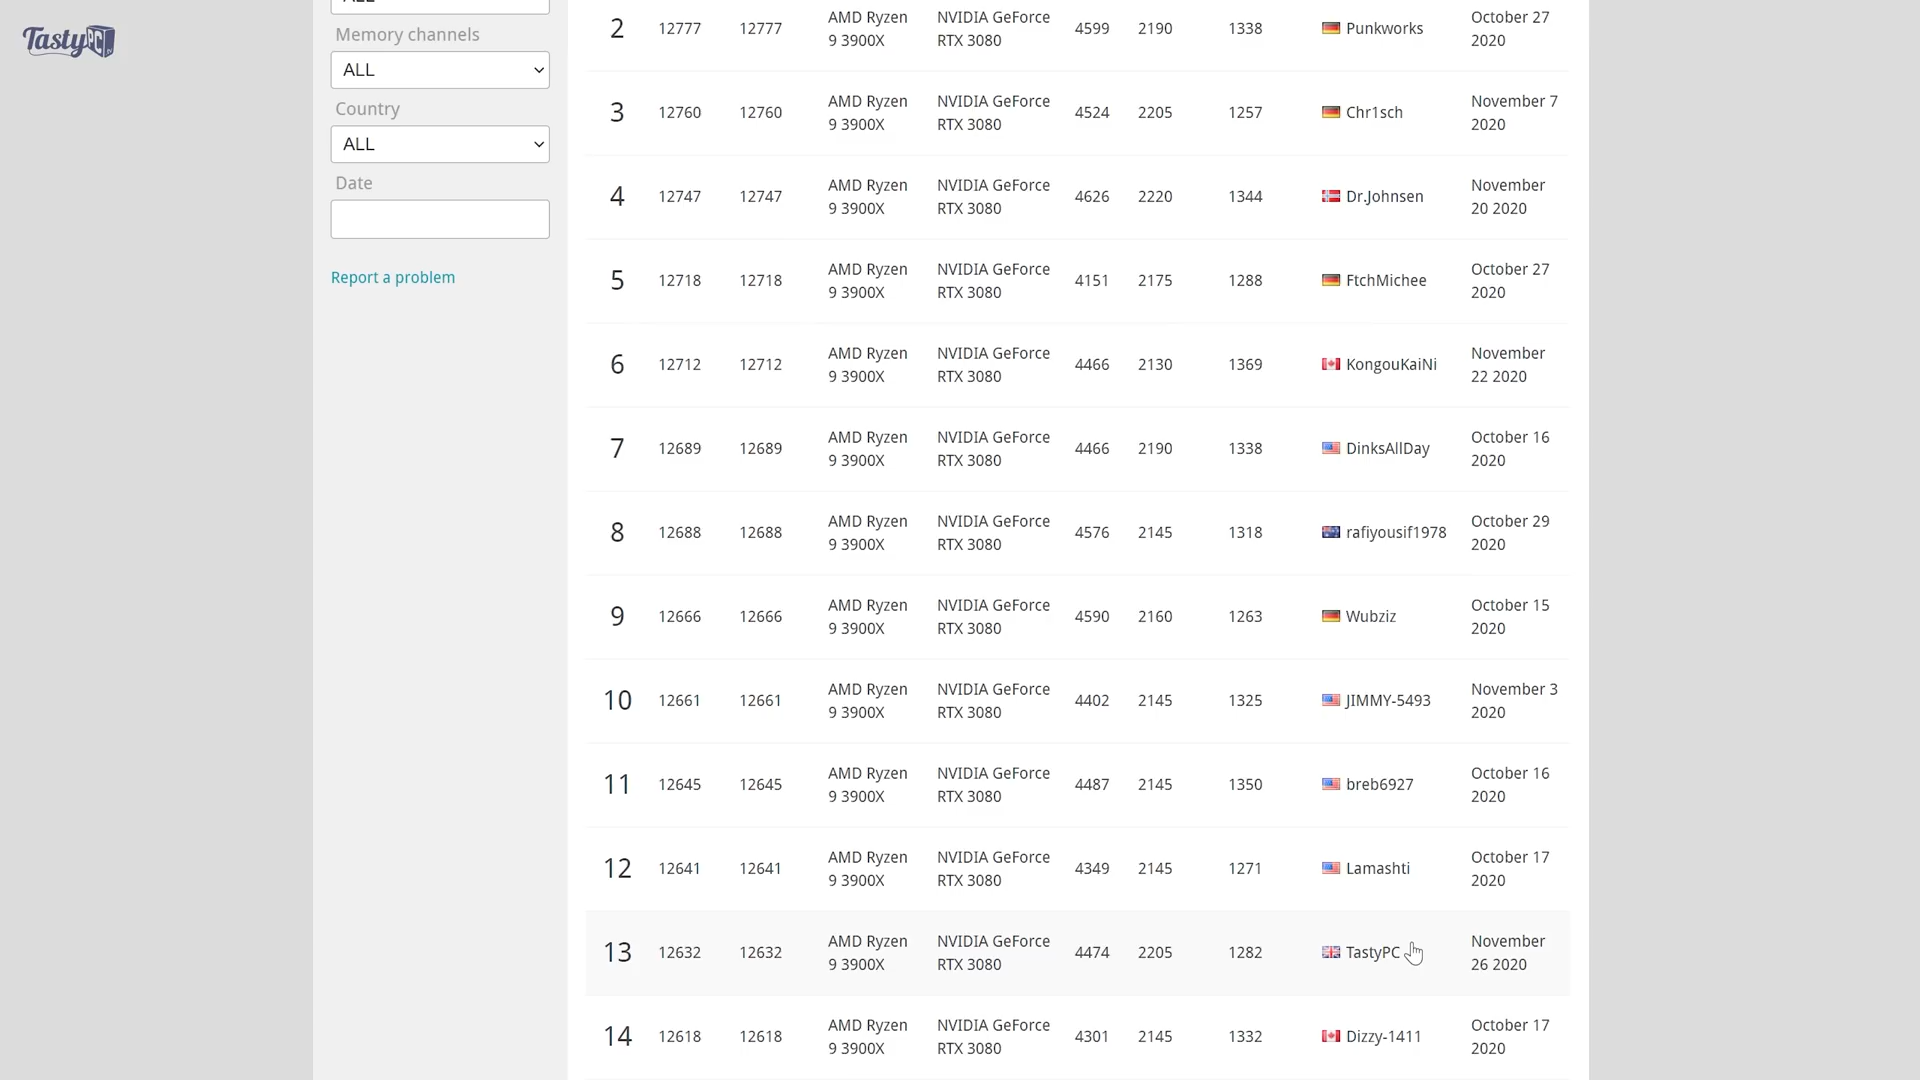 Tasty PC
Memory channels
ALL
Country
ALL
Date
Report a problem
2 12777 12777 AMD Ryzen 9 3900X NVIDIA GeForce RTX 3080 4599 2190 1338 Punkworks October 27 2020
3 12760 12760 AMD Ryzen 9 3900X NVIDIA GeForce RTX 3080 4524 2205 1257 Chr1sch November 7 2020
4 12747 12747 AMD Ryzen 9 3900X NVIDIA GeForce RTX 3080 4626 2220 1344 Dr.Johnsen November 20 2020
5 12718 12718 AMD Ryzen 9 3900X NVIDIA GeForce RTX 3080 4151 2175 1288 FtchMichee October 27 2020
6 12712 12712 AMD Ryzen 9 3900X NVIDIA GeForce RTX 3080 4466 2130 1369 KongouKaiNi November 22 2020
7 12689 12689 AMD Ryzen 9 3900X NVIDIA GeForce RTX 3080 4466 2190 1338 DinksAllDay October 16 2020
8 12688 12688 AMD Ryzen 9 3900X NVIDIA GeForce RTX 3080 4576 2145 1318 rafiyousif1978 October 29 2020
9 12666 12666 AMD Ryzen 9 3900X NVIDIA GeForce RTX 3080 4590 2160 1263 Wubziz October 15 2020
10 12661 12661 AMD Ryzen 9 3900X NVIDIA GeForce RTX 3080 4402 2145 1325 JIMMY-5493 November 3 2020
11 12645 12645 AMD Ryzen 9 3900X NVIDIA GeForce RTX 3080 4487 2145 1350 breb6927 October 16 2020
12 12641 12641 AMD Ryzen 9 3900X NVIDIA GeForce RTX 3080 4349 2145 1271 Lamashti October 17 2020
13 12632 12632 AMD Ryzen 9 3900X NVIDIA GeForce RTX 3080 4474 2205 1282 TastyPC November 26 2020
14 12618 12618 AMD Ryzen 9 3900X NVIDIA GeForce RTX 3080 4301 2145 1332 Dizzy-1411 October 17 2020